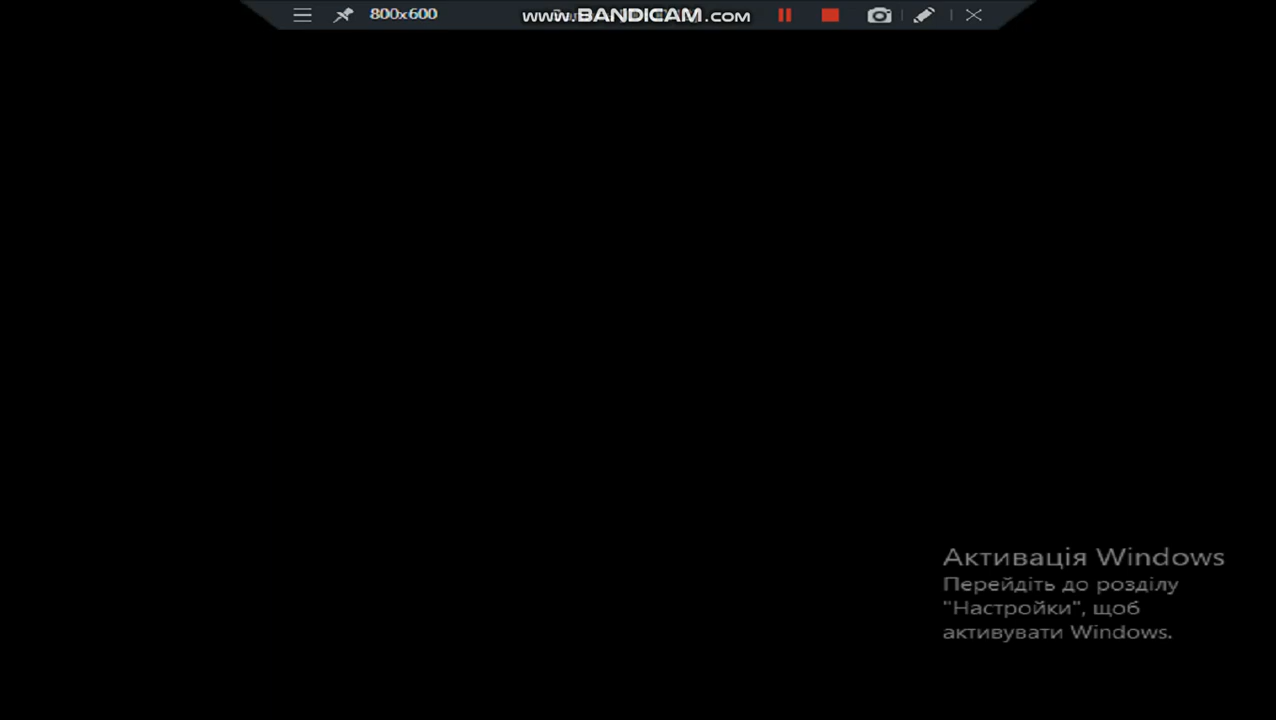 800x600
www.BANDICAM.COM
Активація Windows
Перейдіть до розділу
"Настройки", щоб
активувати Windows.